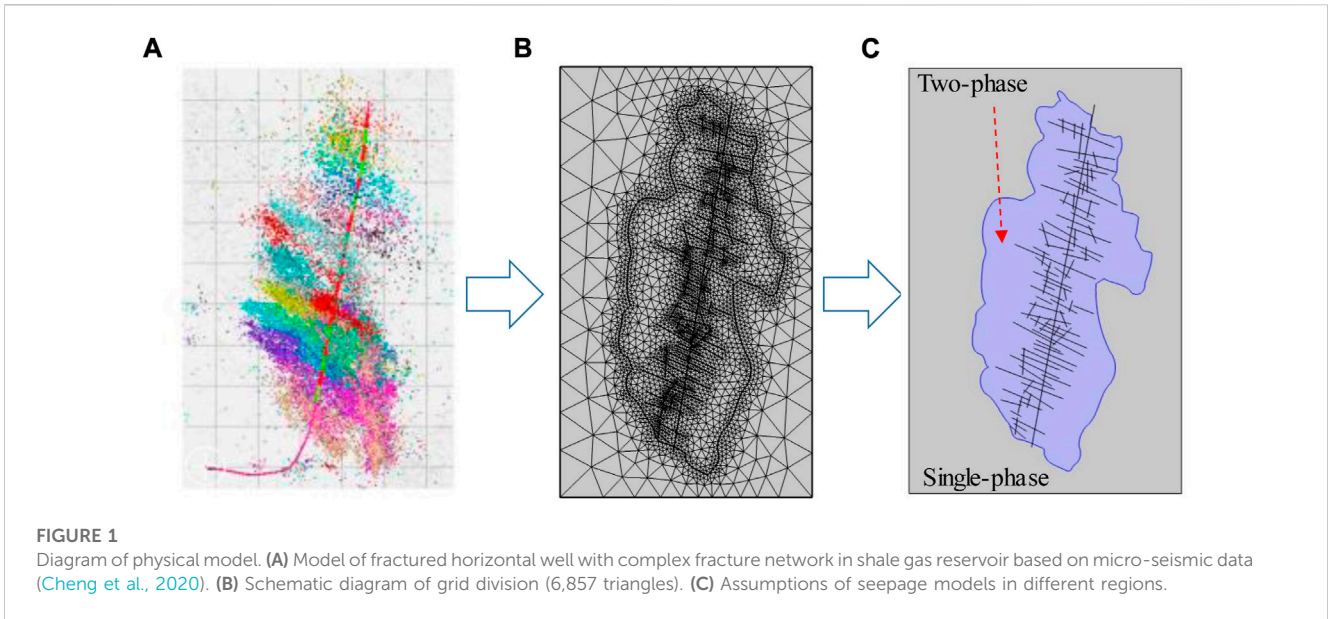 A
B
C
Two-phase
Single-phase
FIGURE 1
Diagram of physical model. (A) Model of fractured horizontal well with complex fracture network in shale gas reservoir based on micro-seismic data
(Cheng et al., 2020). (B) Schematic diagram of grid division (6,857 triangles). (C) Assumptions of seepage models in different regions.